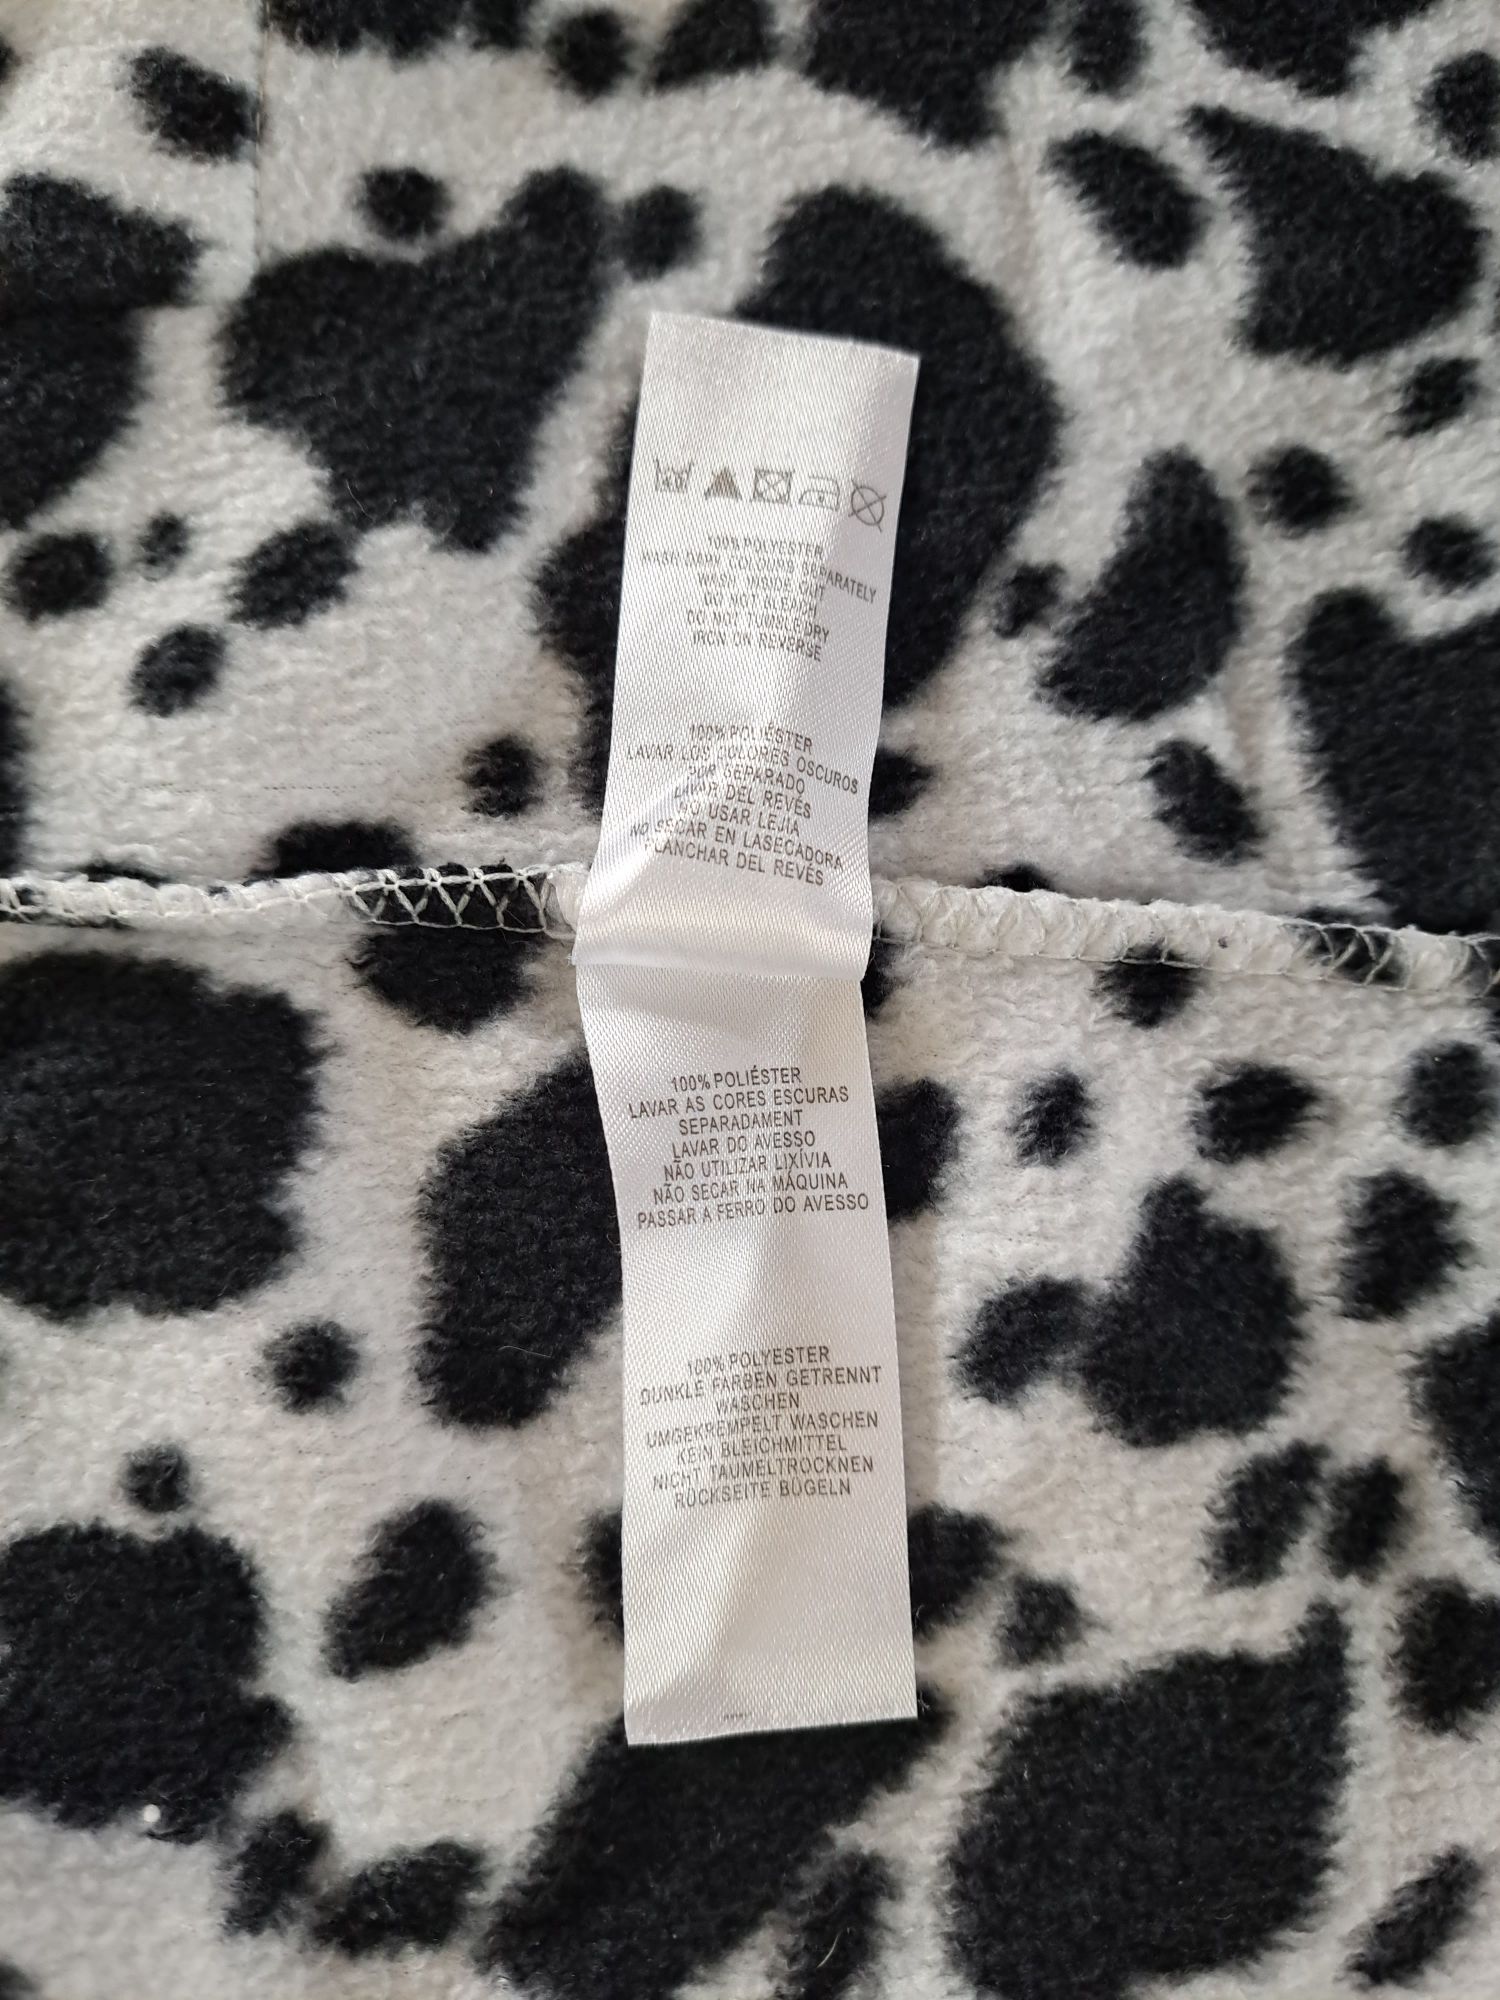 100% POLYESTER
WASH DARK COLOURS SEPARATELY
WASH INSIDE OUT
DO NOT BLEACH
DO NOT TUMBLE DRY
IRON ON REVERSE
100% POLIÉSTER
LAVAR LOS COLORES OSCUROS
POR SEPARADO
LAVAR DEL REVÉS
NO USAR LEJIA
NO SECAR EN LASECADORA
PLANCHAR DEL REVÉS
100% POLIÉSTER
LAVAR AS CORES ESCURAS
SEPARADAMENT
LAVAR DO AVESSO
NÃO UTILIZAR LIXÍVIA
NÃO SECAR NA MÁQUINA
PASSAR A FERRO DO AVESSO
100% POLYESTER
DUNKLE FARBEN GETRENNT
WASCHEN
UMGEKREMPELT WASCHEN
KEIN BLEICHMITTEL
NICHT TAUMELTROCKNEN
RÜCKSEITE BÜGELN